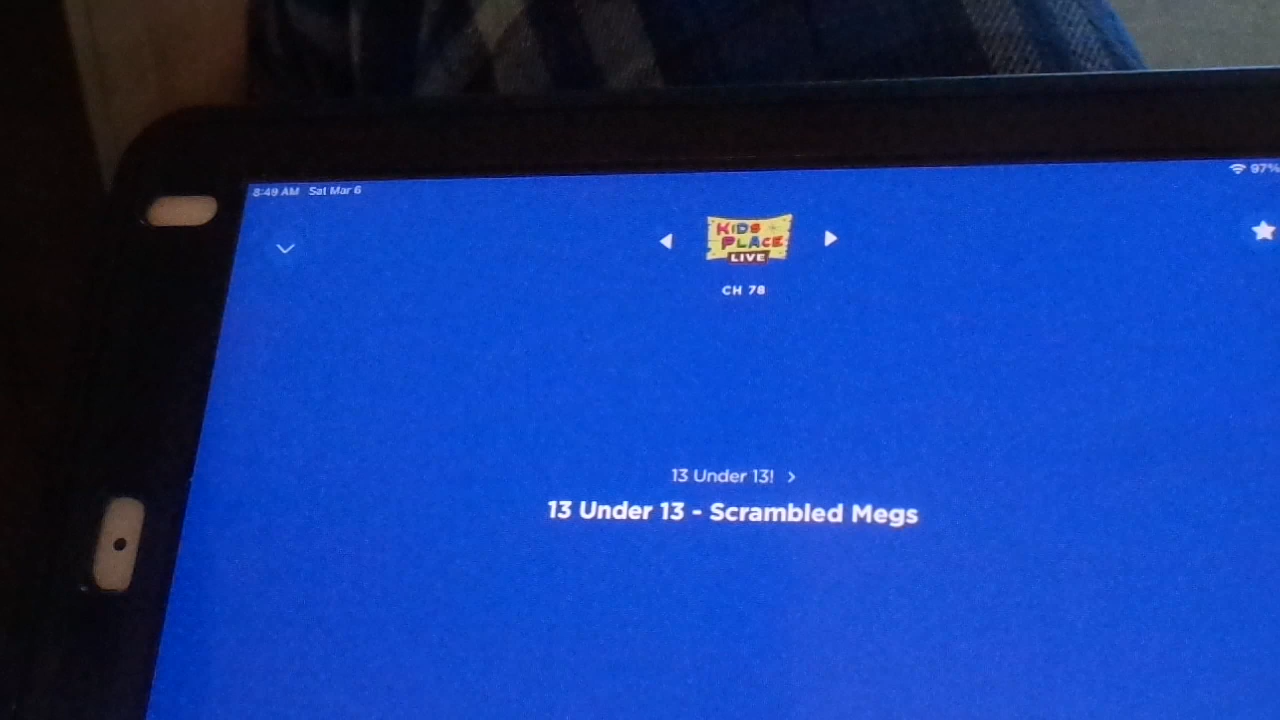 8:49 AM Sat Mar 6
97%
KIDS
PLACE
LIVE
CH 78
13 Under 13! >
13 Under 13 - Scrambled Megs